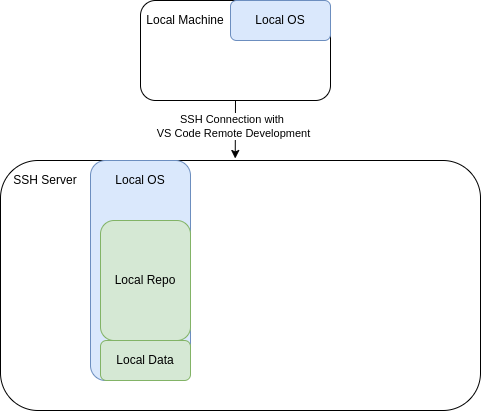 Local Machine
Local OS
SSH Connection with
VS Code Remote Development
SSH Server
Local OS
Local Repo
Local Data